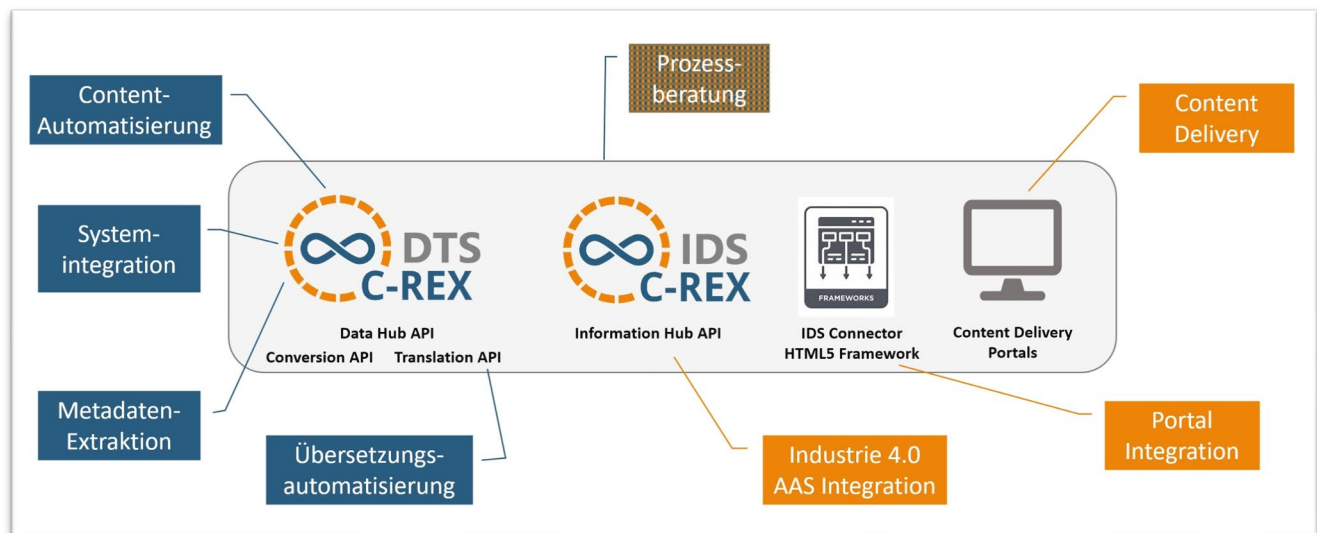 Prozess-
beratung
Content-
Automatisierung
Content
Delivery
System-
integration
DTS
C-REX
IDS
C-REX
FRAMEWORKS
Data Hub API
Conversion API
Translation API
Information Hub API
IDS Connector
HTML5 Framework
Content Delivery
Portals
Metadaten-
Extraktion
Übersetzungs-
automatisierung
Industrie 4.0
AAS Integration
Portal
Integration